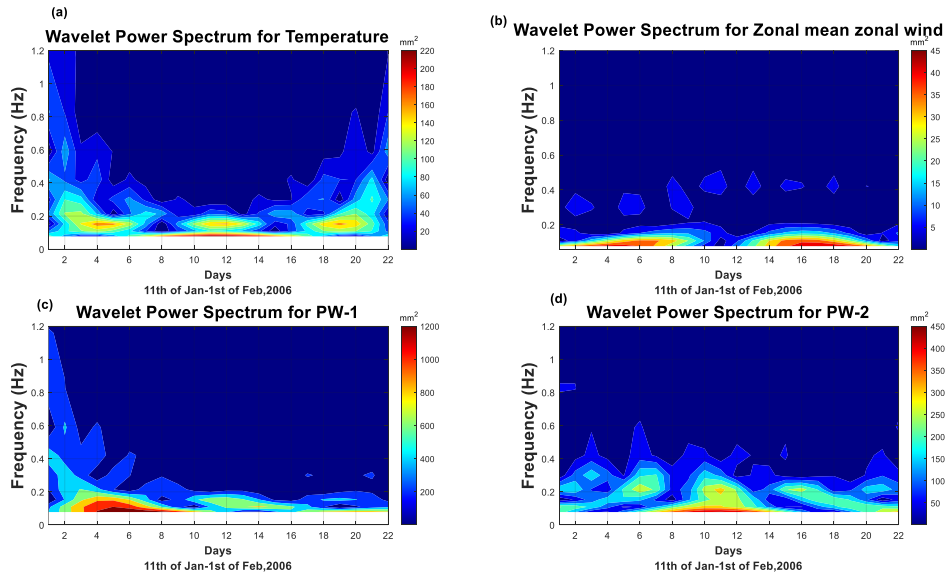 (a)
Wavelet Power Spectrum for Temperature
mm²
Frequency (Hz)
1.2
1
0.8
0.6
0.4
0.2
0
2 4 6 8 10 12 14 16 18 20 22
220
200
180
160
140
120
100
80
60
40
20
Days
11th of Jan-1st of Feb,2006
(b)
Wavelet Power Spectrum for Zonal mean zonal wind
mm²
Frequency (Hz)
1.2
1
0.8
0.6
0.4
0.2
2 4 6 8 10 12 14 16 18 20 22
45
40
35
30
25
20
15
10
5
Days
11th of Jan-1st of Feb,2006
(c)
Wavelet Power Spectrum for PW-1
mm²
Frequency (Hz)
1.2
1
0.8
0.6
0.4
0.2
0
2 4 6 8 10 12 14 16 18 20 22
1200
1000
800
600
400
200
Days
11th of Jan-1st of Feb,2006
(d)
Wavelet Power Spectrum for PW-2
mm²
Frequency (Hz)
1.2
1
0.8
0.6
0.4
0.2
0
2 4 6 8 10 12 14 16 18 20 22
450
400
350
300
250
200
150
100
50
Days
11th of Jan-1st of Feb,2006